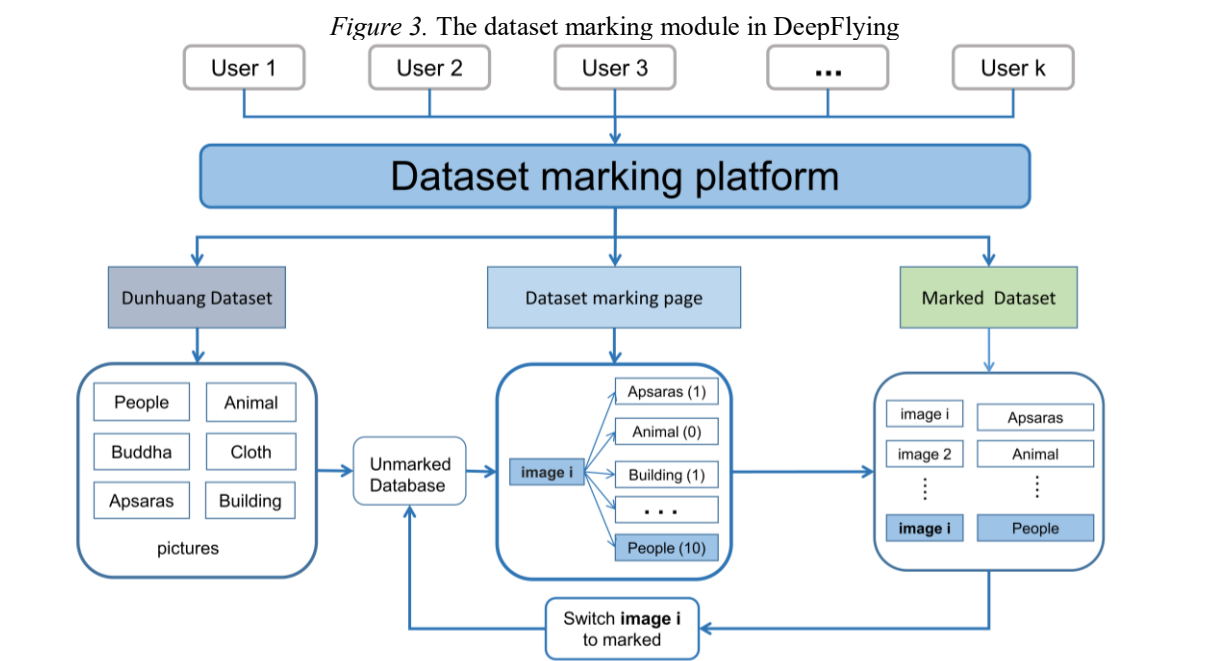 Figure 3. The dataset marking module in DeepFlying
User 1
User 2
User 3
...
User k
Dataset marking platform
Dunhuang Dataset
Dataset marking page
Marked Dataset
People
Animal
Buddha
Cloth
Apsaras
Building
pictures
Unmarked
Database
image i
Apsaras (1)
Animal (0)
Building (1)
...
People (10)
image i
Apsaras
image 2
Animal
image i
People
Switch image i
to marked